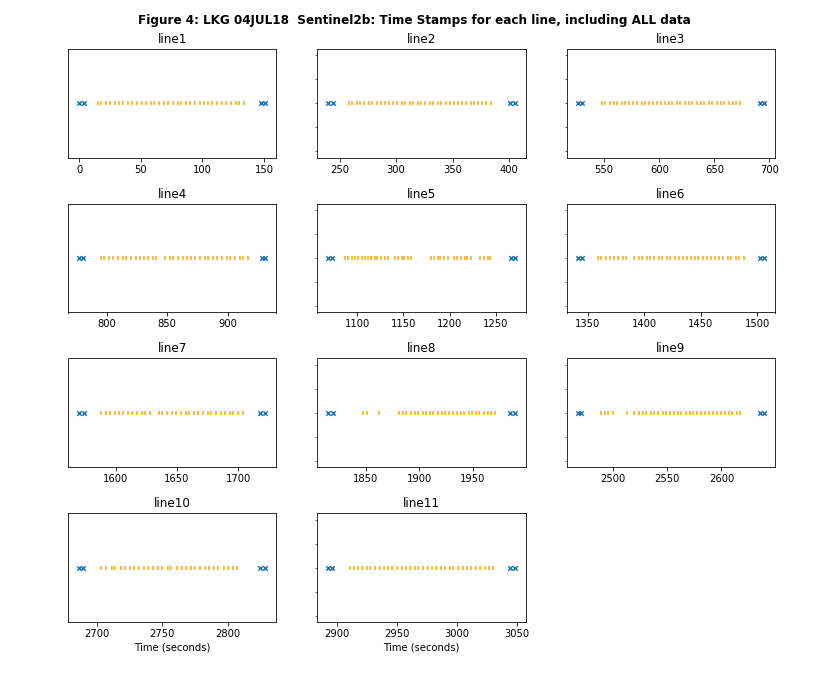 Figure 4: LKG 04JUL18  Sentinel2b: Time Stamps for each line, including ALL data
line1 line2 line3
0 50 100 150 250 300 350 400 550 600 650 700
line4 line5 line6
800 850 900 1100 1150 1200 1250 1350 1400 1450 1500
line7 line8 line9
1600 1650 1700 1850 1900 1950 2500 2550 2600
line10 line11
2700 2750 2800 2900 2950 3000 3050
Time (seconds) Time (seconds)